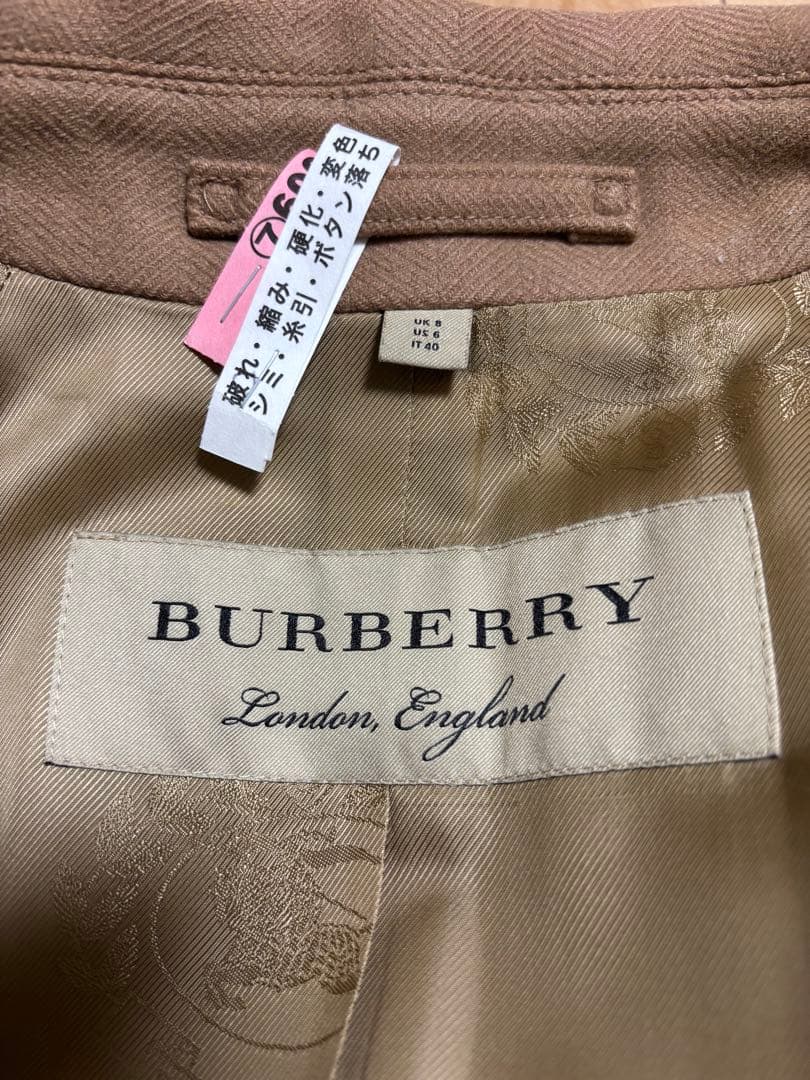 ⑦600
破れ・縮み・硬化・変色
シミ・糸引・ボタン落ち
UK 8
US 6
IT 40
BURBERRY
London, England